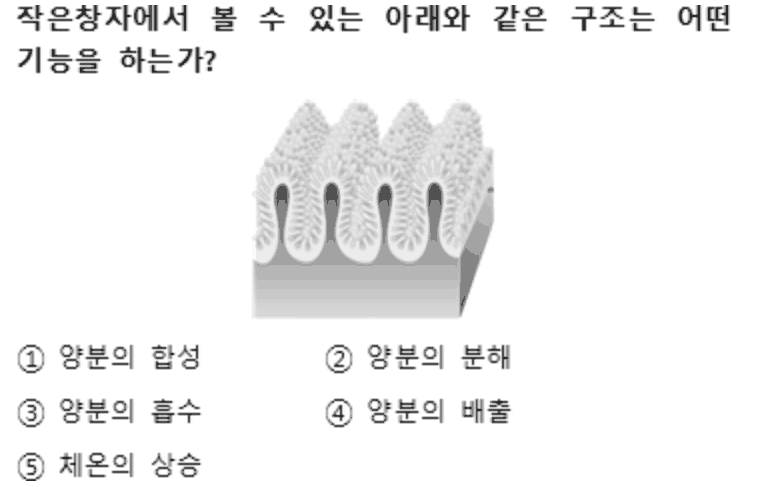 작은창자에서 볼 수 있는 아래와 같은 구조는 어떤
기능을 하는가?
① 양분의 합성 ② 양분의 분해
③ 양분의 흡수 ④ 양분의 배출
⑤ 체온의 상승